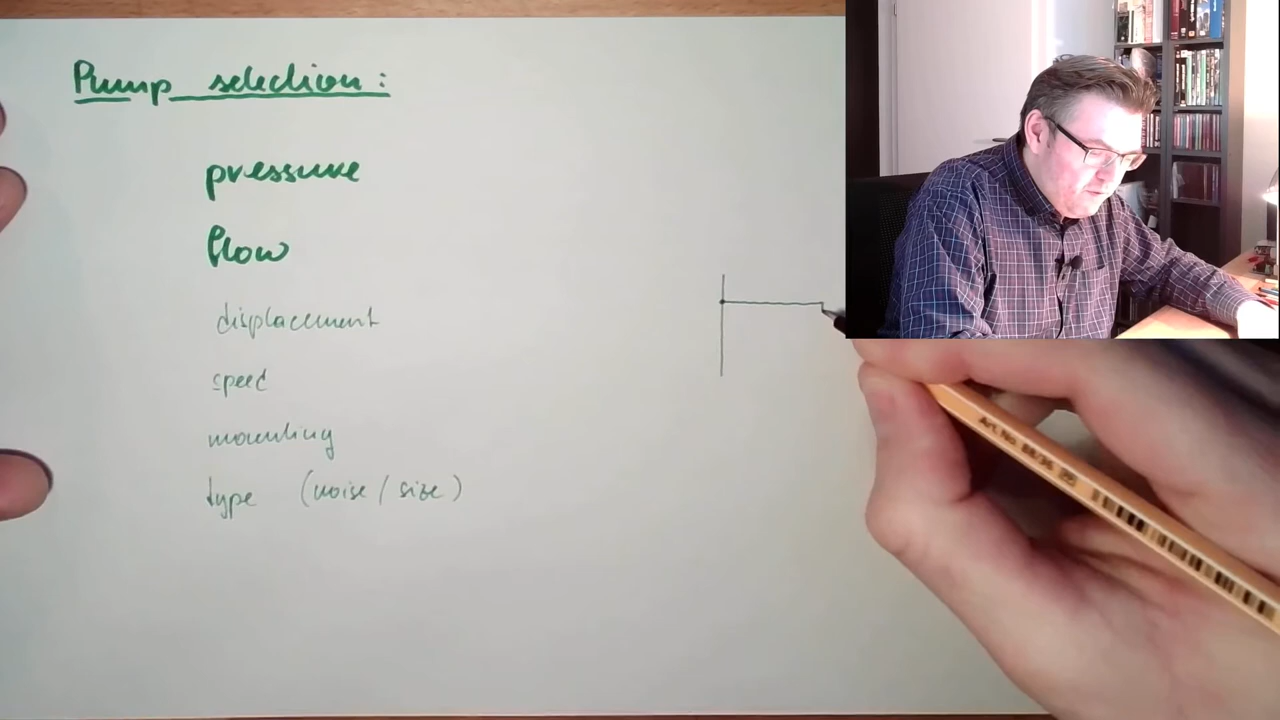 Pump selection:
pressure
flow
displacement
speed
mounting
type (noise / size)